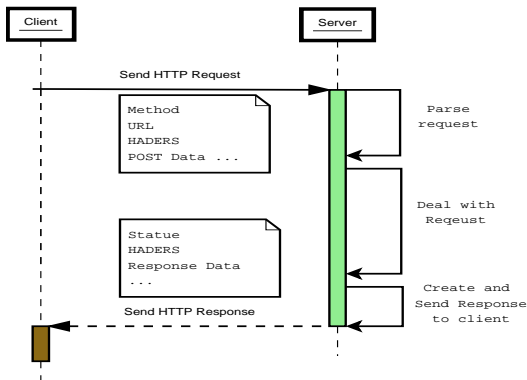 Client
Server
Send HTTP Request
Method
URL
HADERS
POST Data ...
Parse
request
Deal with
Reqeust
Statue
HADERS
Response Data
...
Create and
Send Response
to client
Send HTTP Response